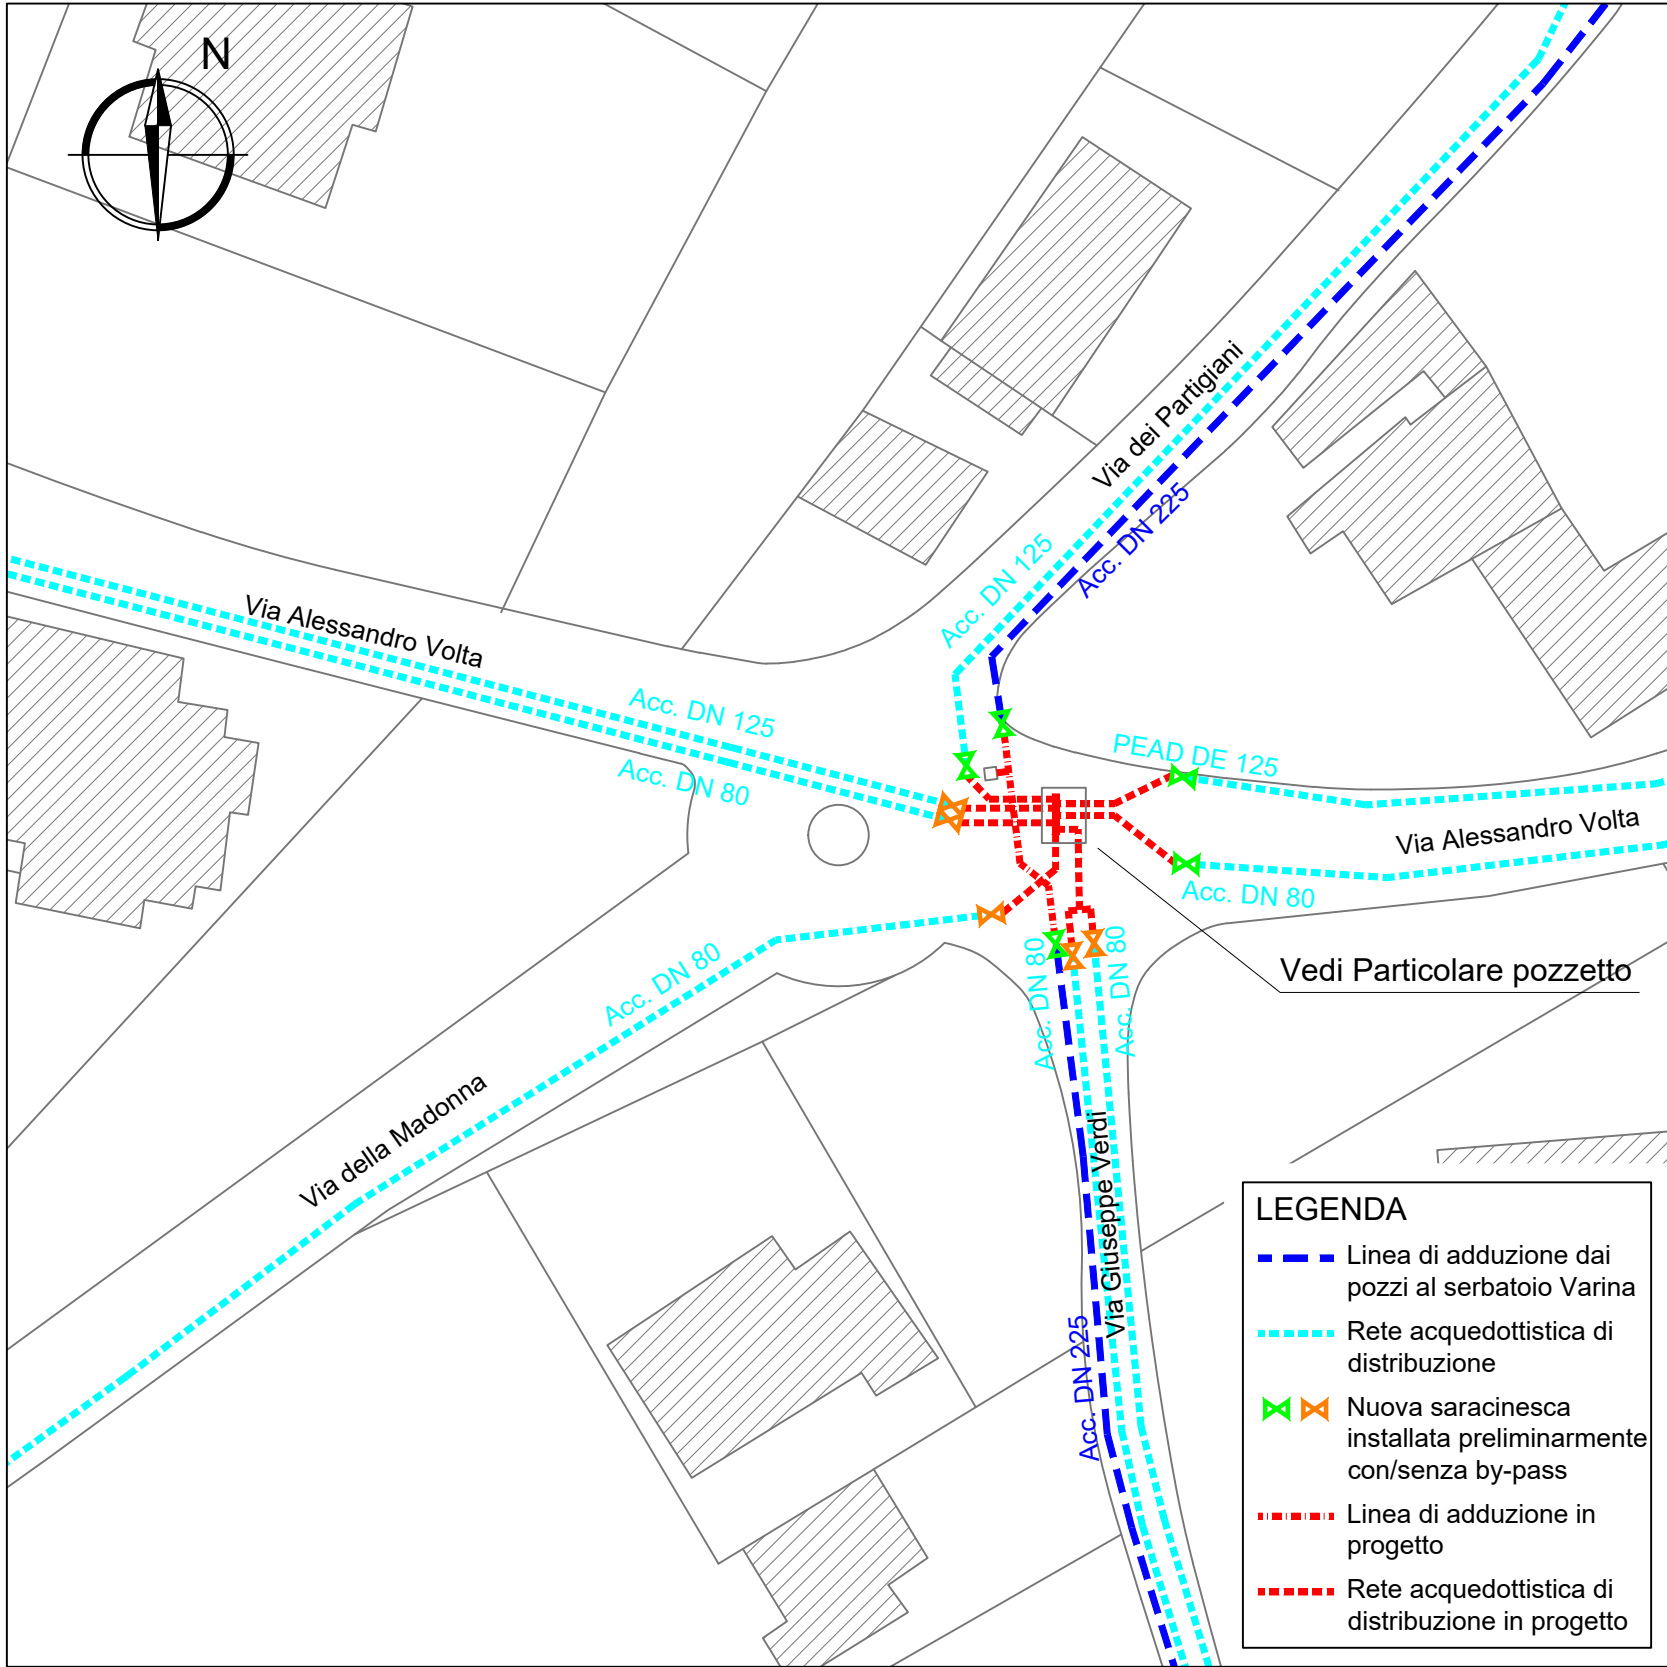 N
Via dei Partigiani
Acc. DN 225
Acc. DN 125
Via Alessandro Volta
Acc. DN 125
Acc. DN 80
PEAD DE 125
Via Alessandro Volta
Acc. DN 80
Acc. DN 80
Acc. DN 80
Acc. DN 80
Vedi Particolare pozzetto
Via della Madonna
Via Giuseppe Verdi
Acc. DN 225
LEGENDA
Linea di adduzione dai
pozzi al serbatoio Varina
Rete acquedottistica di
distribuzione
Nuova saracinesca
installata preliminarmente
con/senza by-pass
Linea di adduzione in
progetto
Rete acquedottistica di
distribuzione in progetto